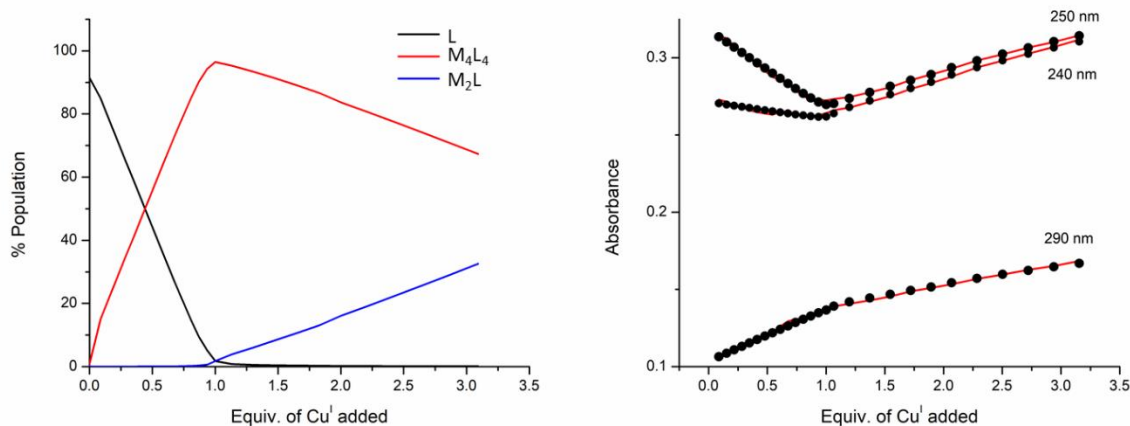 L
M₄L₄
M₂L
100
80
60
40
20
0
% Population
0.0 0.5 1.0 1.5 2.0 2.5 3.0 3.5
Equiv. of Cuᴵ added
250 nm
240 nm
290 nm
0.3
0.2
0.1
Absorbance
0.0 0.5 1.0 1.5 2.0 2.5 3.0 3.5
Equiv. of Cuᴵ added